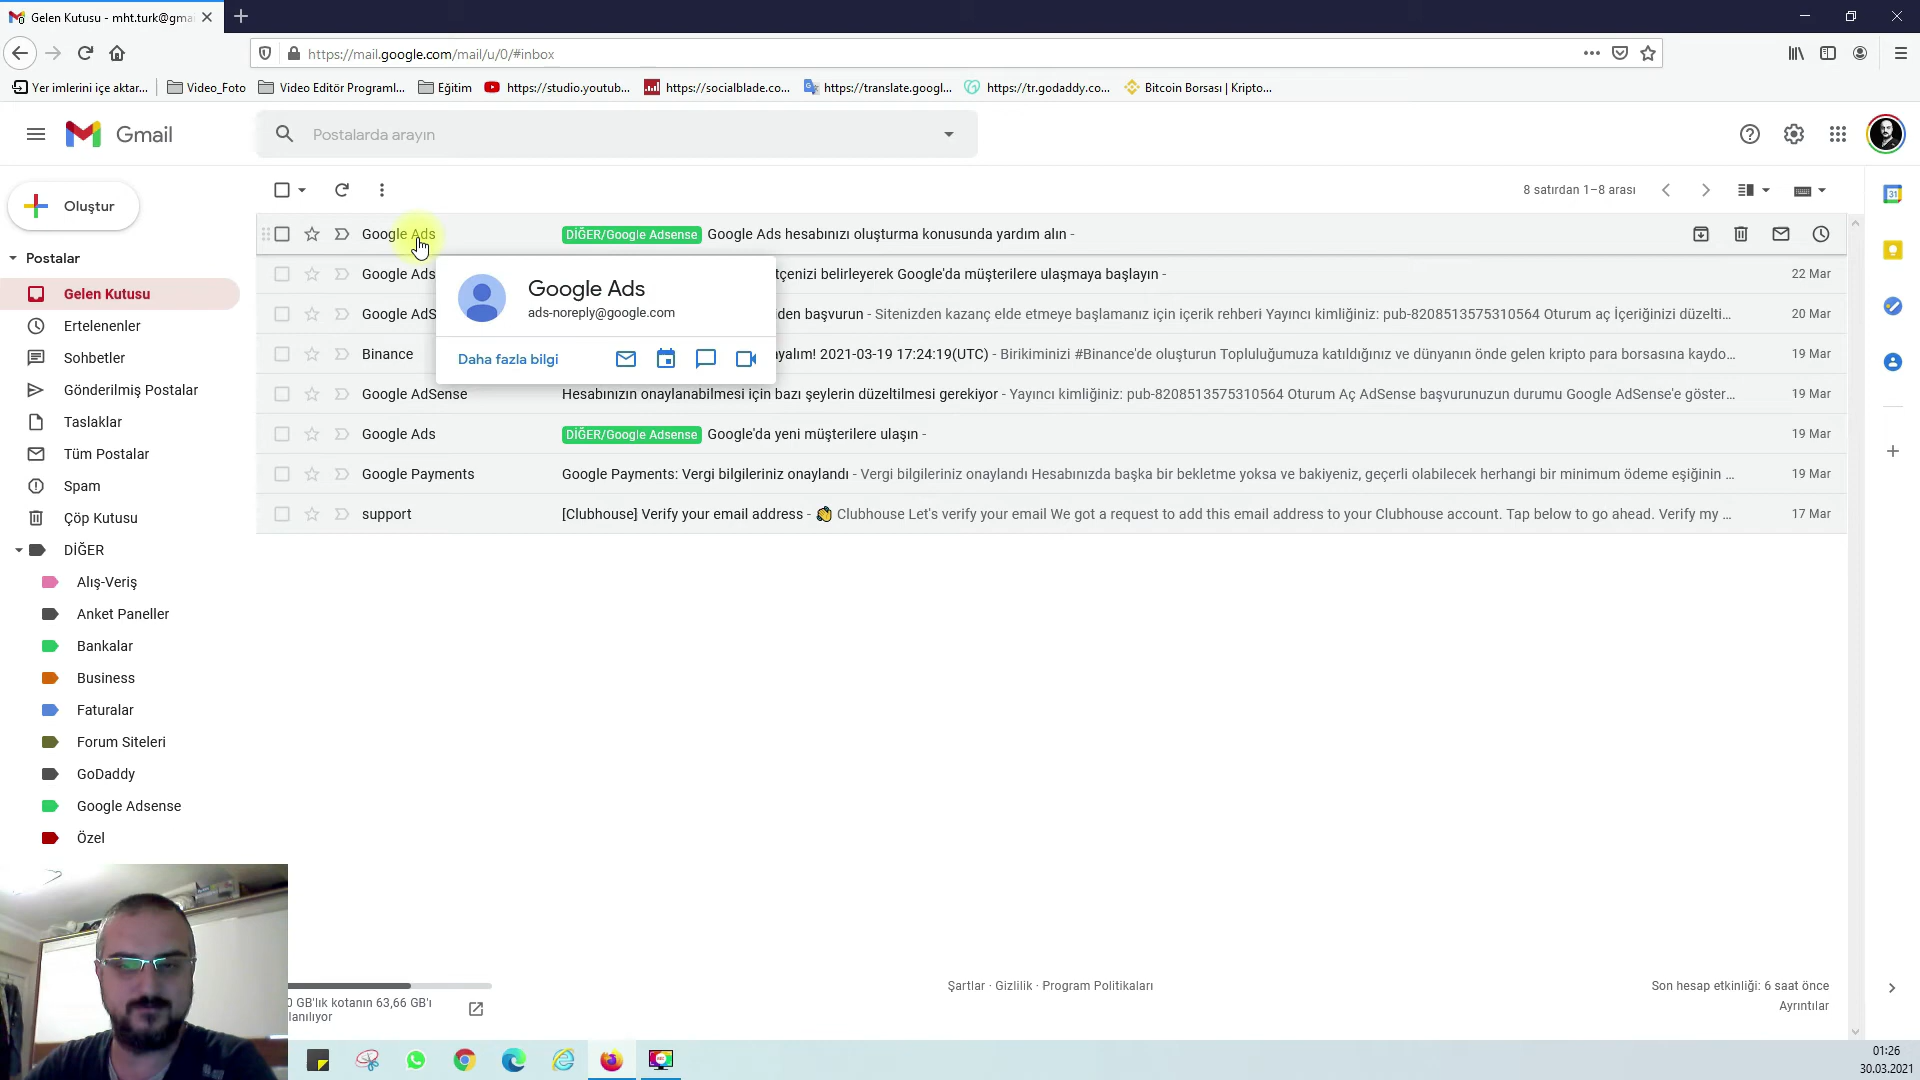 Gelen Kutusu - mht.turk@gma
https://mail.google.com/mail/u/0/#inbox
Yer imlerini içe aktar...
Video_Foto
Video Editör Programl...
Eğitim
https://studio.youtub...
https://socialblade.co...
https://translate.googl...
https://tr.godaddy.co...
Bitcoin Borsası | Kripto...
Gmail
Postalarda arayın
Oluştur
8 satırdan 1–8 arası
Postalar
Gelen Kutusu
Ertelenenler
Sohbetler
Gönderilmiş Postalar
Taslaklar
Tüm Postalar
Spam
Çöp Kutusu
DİĞER
Alış-Veriş
Anket Paneller
Bankalar
Business
Faturalar
Forum Siteleri
GoDaddy
Google Adsense
Özel
Google Ads DİĞER/Google Adsense Google Ads hesabınızı oluşturma konusunda yardım alın -
Google Ads tçenizi belirleyerek Google'da müşterilere ulaşmaya başlayın - 22 Mar
Google AdS den başvurun - Sitenizden kazanç elde etmeye başlamanız için içerik rehberi Yayıncı kimliğiniz: pub-8208513575310564 Oturum aç İçeriğinizi düzelti... 20 Mar
Binance ayalım! 2021-03-19 17:24:19(UTC) - Birikiminizi #Binance'de oluşturun Topluluğumuza katıldığınız ve dünyanın önde gelen kripto para borsasına kaydo... 19 Mar
Google AdSense Hesabınızın onaylanabilmesi için bazı şeylerin düzeltilmesi gerekiyor - Yayıncı kimliğiniz: pub-8208513575310564 Oturum Aç AdSense başvurunuzun durumu Google AdSense'e göster... 19 Mar
Google Ads DİĞER/Google Adsense Google'da yeni müşterilere ulaşın - 19 Mar
Google Payments Google Payments: Vergi bilgileriniz onaylandı - Vergi bilgileriniz onaylandı Hesabınızda başka bir bekletme yoksa ve bakiyeniz, geçerli olabilecek herhangi bir minimum ödeme eşiğinin ... 19 Mar
support [Clubhouse] Verify your email address - 👋 Clubhouse Let's verify your email We got a request to add this email address to your Clubhouse account. Tap below to go ahead. Verify my ... 17 Mar
Google Ads
ads-noreply@google.com
Daha fazla bilgi
0 GB'lık kotanın 63,66 GB'ı
lanılıyor
Şartlar · Gizlilik · Program Politikaları
Son hesap etkinliği: 6 saat önce
Ayrıntılar
01:26
30.03.2021